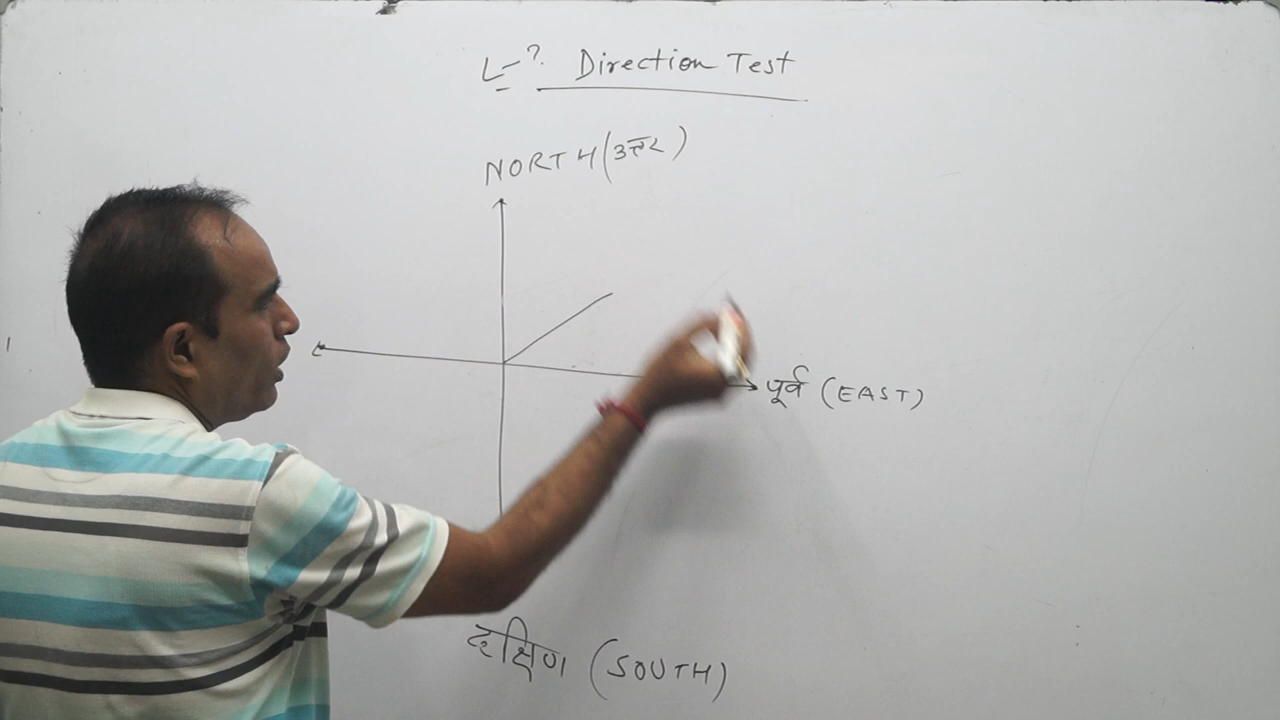 L-? Direction Test
NORTH (उत्तर)
पूर्व (EAST)
दक्षिण (SOUTH)